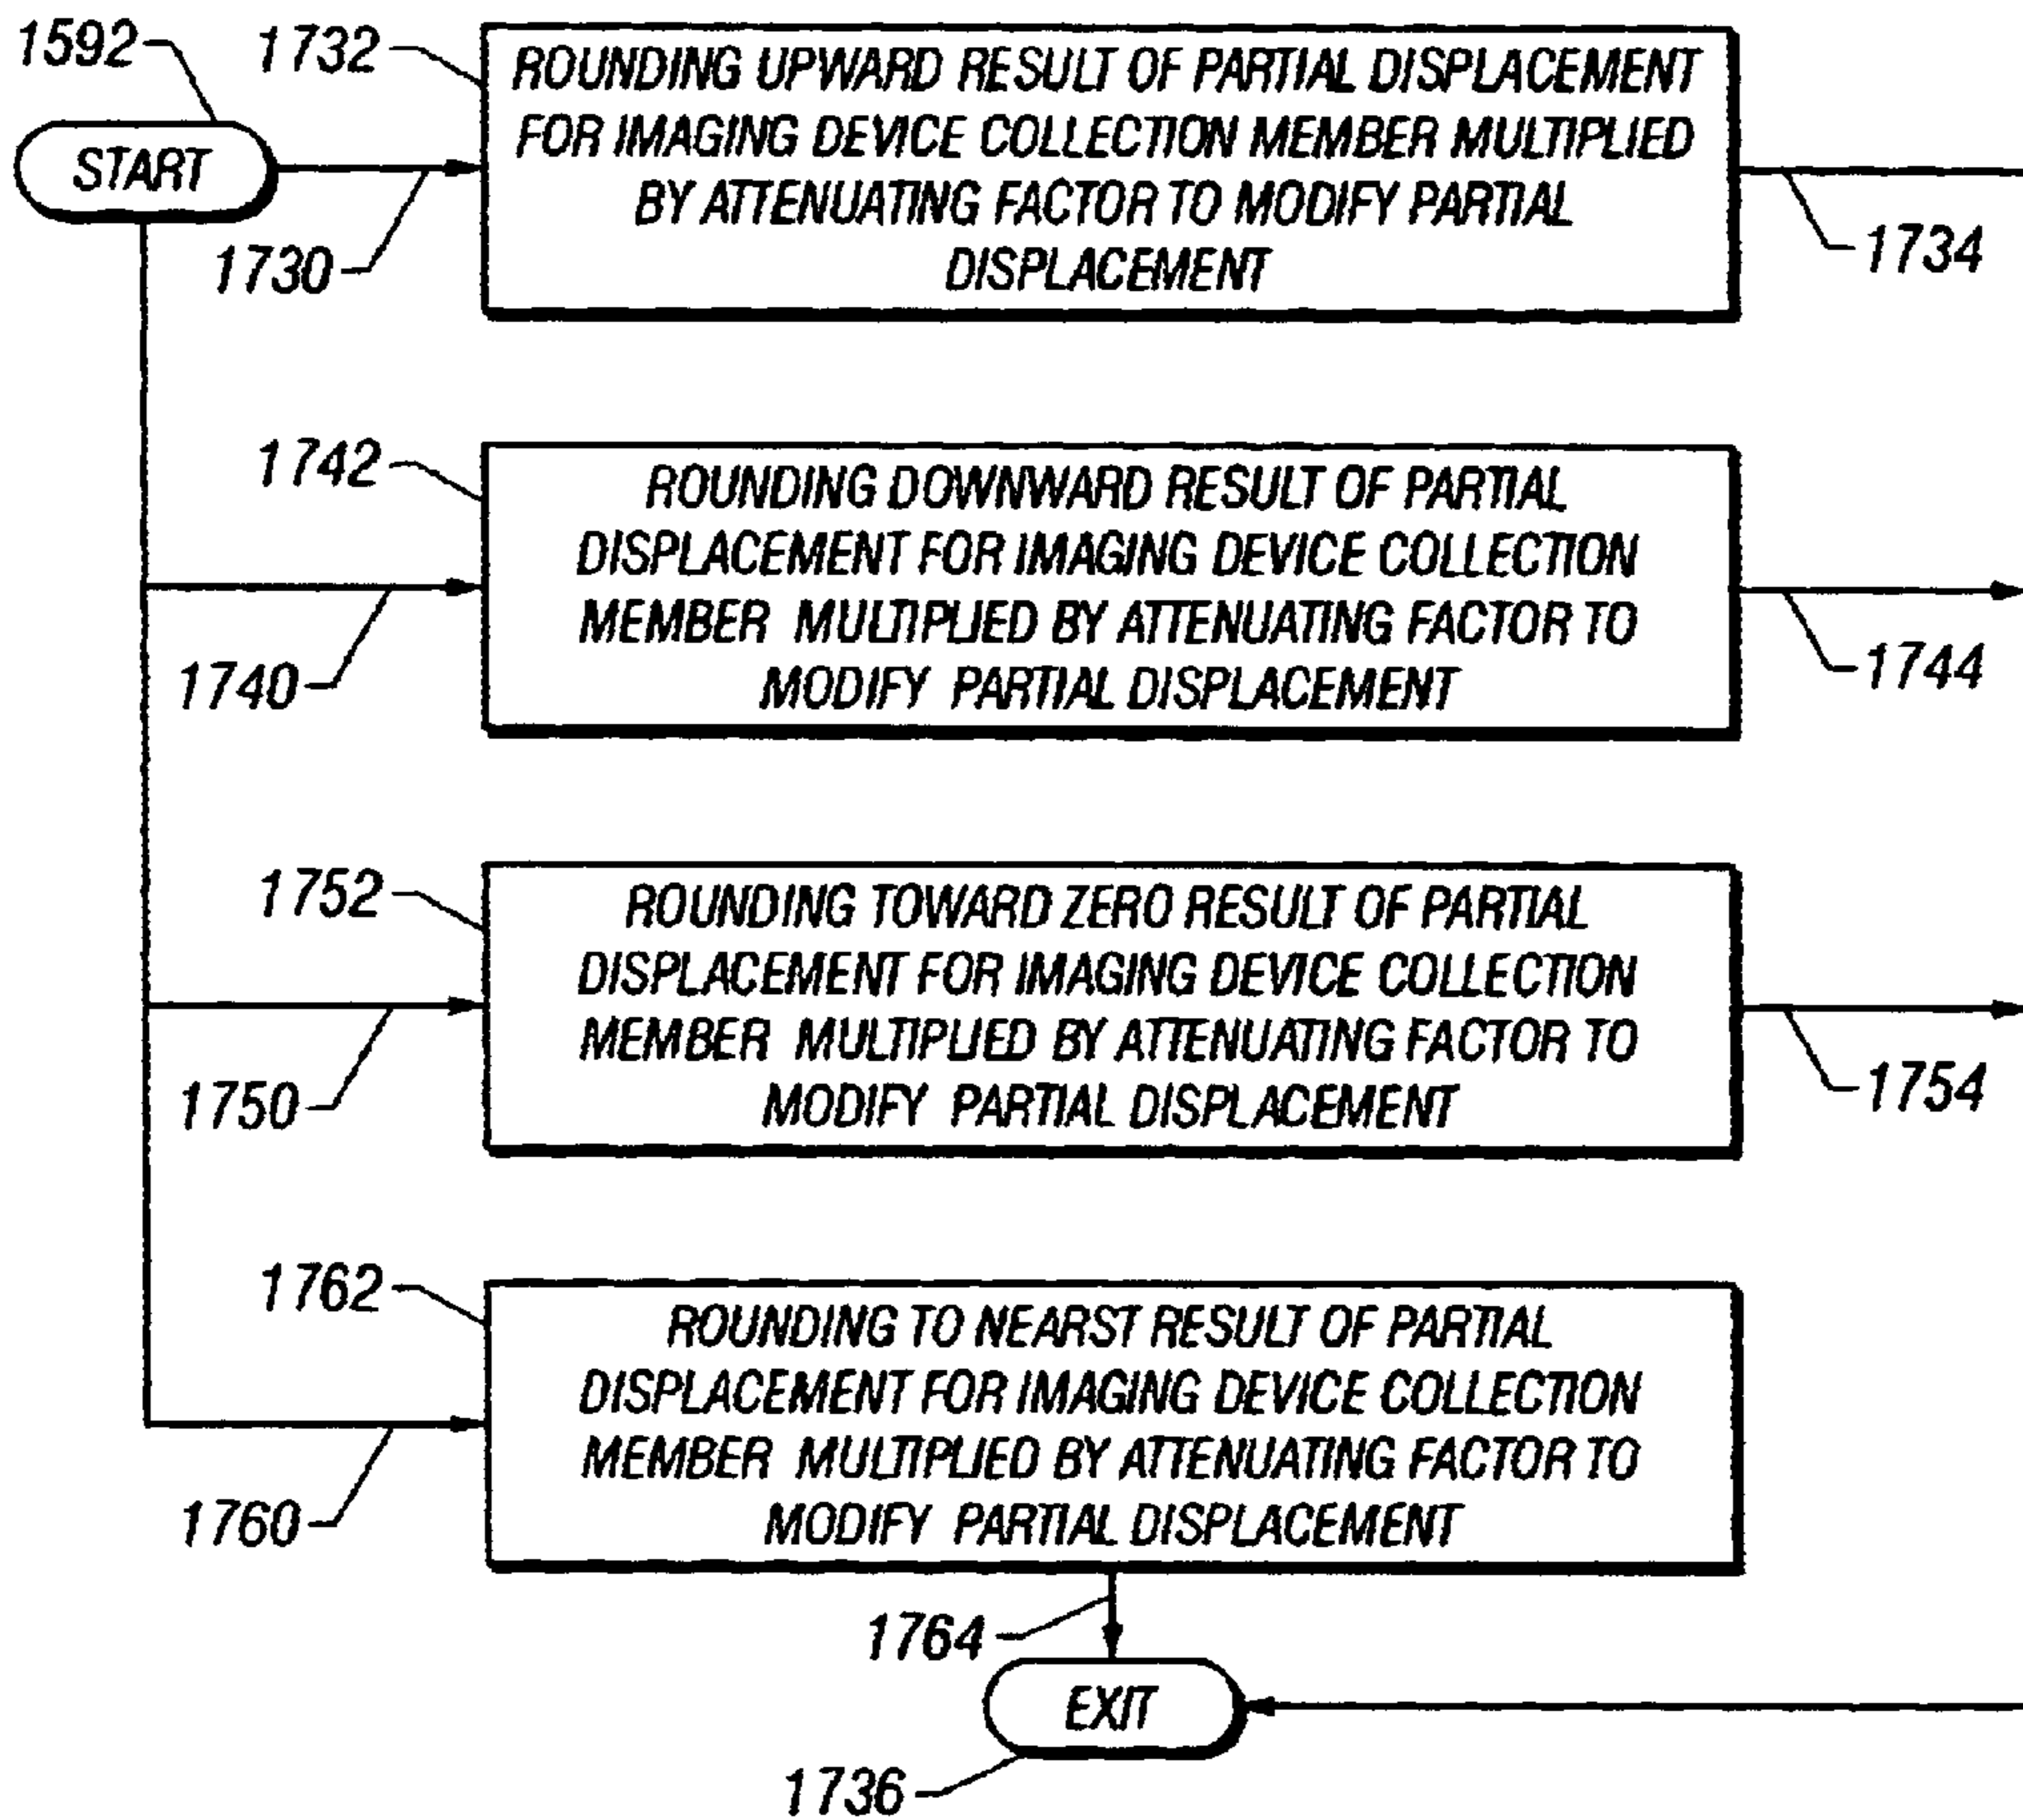 1592
START
1730
1732
ROUNDING UPWARD RESULT OF PARTIAL DISPLACEMENT
FOR IMAGING DEVICE COLLECTION MEMBER MULTIPLIED
BY ATTENUATING FACTOR TO MODIFY PARTIAL
DISPLACEMENT
1734
1742
ROUNDING DOWNWARD RESULT OF PARTIAL
DISPLACEMENT FOR IMAGING DEVICE COLLECTION
MEMBER MULTIPLIED BY ATTENUATING FACTOR TO
MODIFY PARTIAL DISPLACEMENT
1740
1744
1752
ROUNDING TOWARD ZERO RESULT OF PARTIAL
DISPLACEMENT FOR IMAGING DEVICE COLLECTION
MEMBER MULTIPLIED BY ATTENUATING FACTOR TO
MODIFY PARTIAL DISPLACEMENT
1750
1754
1762
ROUNDING TO NEARST RESULT OF PARTIAL
DISPLACEMENT FOR IMAGING DEVICE COLLECTION
MEMBER MULTIPLIED BY ATTENUATING FACTOR TO
MODIFY PARTIAL DISPLACEMENT
1760
1764
EXIT
1736